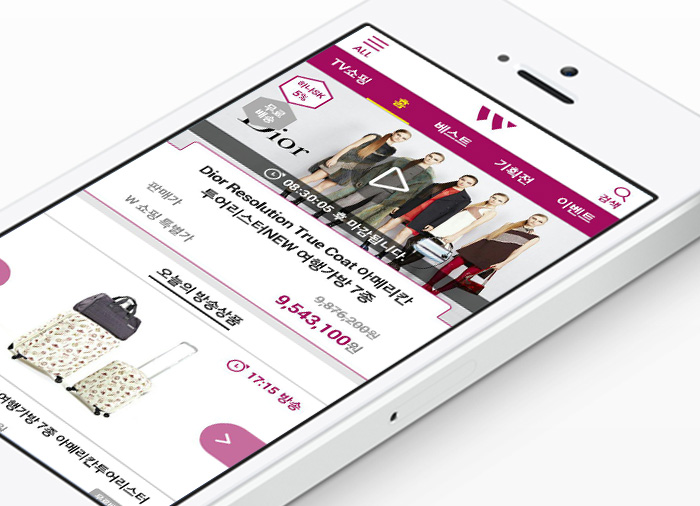 ALL
검색
TV쇼핑
홈
베스트
기획전
이벤트
하나SK
5%
무료
배송
Dior
08:30:05 후 마감됩니다.
Dior Resolution True Coat 아메리칸
투어리스터NEW 여행가방 7종
판매가
9,876,200원
W 쇼핑 특별가
9,543,100원
오늘의 방송상품
17:15 방송
여행가방 7종 아메리칸투어리스터